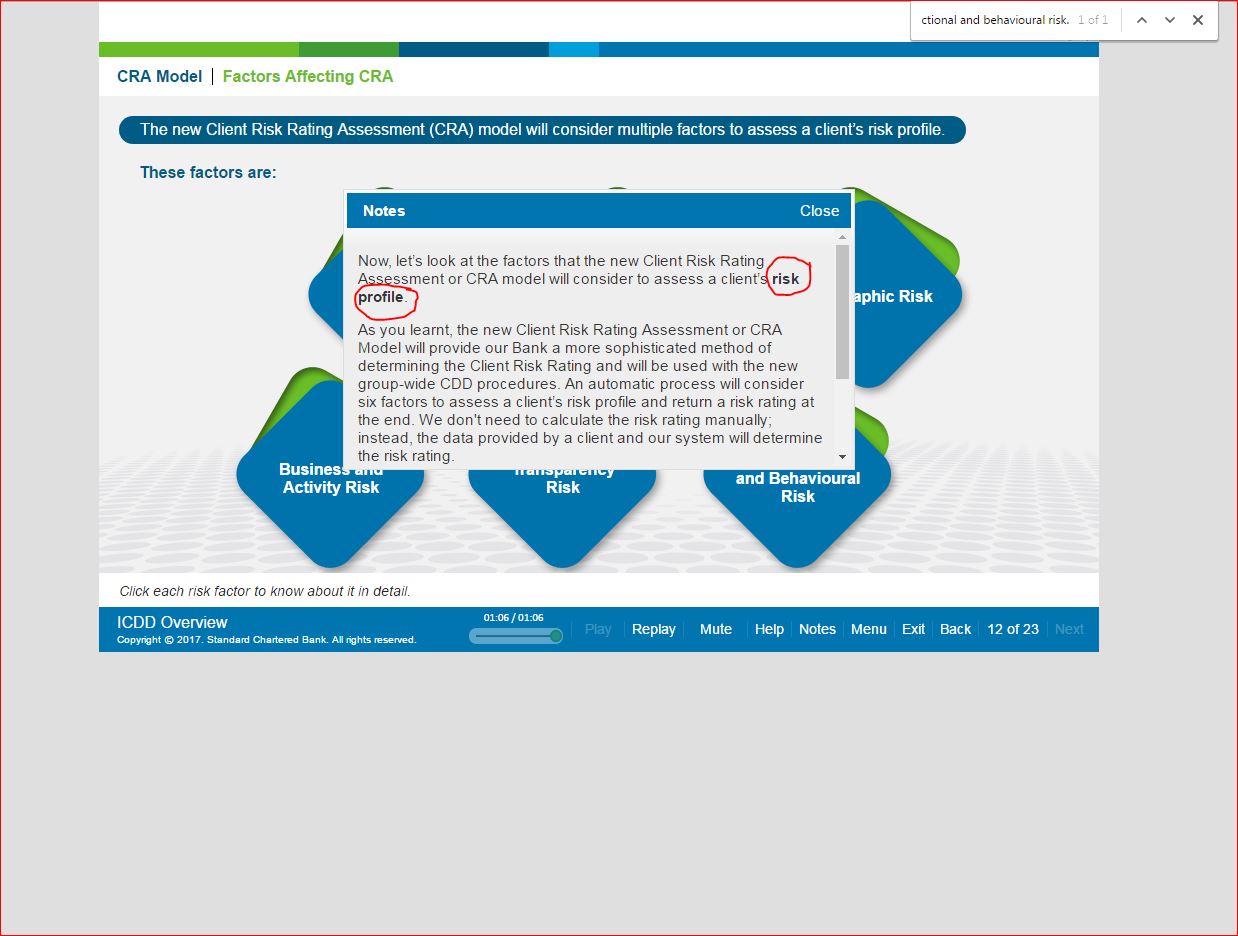 ctional and behavioural risk. 1 of 1
CRA Model | Factors Affecting CRA
The new Client Risk Rating Assessment (CRA) model will consider multiple factors to assess a client’s risk profile.
These factors are:
Notes Close
Now, let’s look at the factors that the new Client Risk Rating
Assessment or CRA model will consider to assess a client’s risk
profile.
As you learnt, the new Client Risk Rating Assessment or CRA
Model will provide our Bank a more sophisticated method of
determining the Client Risk Rating and will be used with the new
group-wide CDD procedures. An automatic process will consider
six factors to assess a client’s risk profile and return a risk rating at
the end. We don't need to calculate the risk rating manually;
instead, the data provided by a client and our system will determine
the risk rating.
aphic Risk
Business and
Activity Risk
Transparency
Risk
and Behavioural
Risk
Click each risk factor to know about it in detail.
ICDD Overview
Copyright © 2017. Standard Chartered Bank. All rights reserved.
01:06 / 01:06
Play Replay Mute Help Notes Menu Exit Back 12 of 23 Next